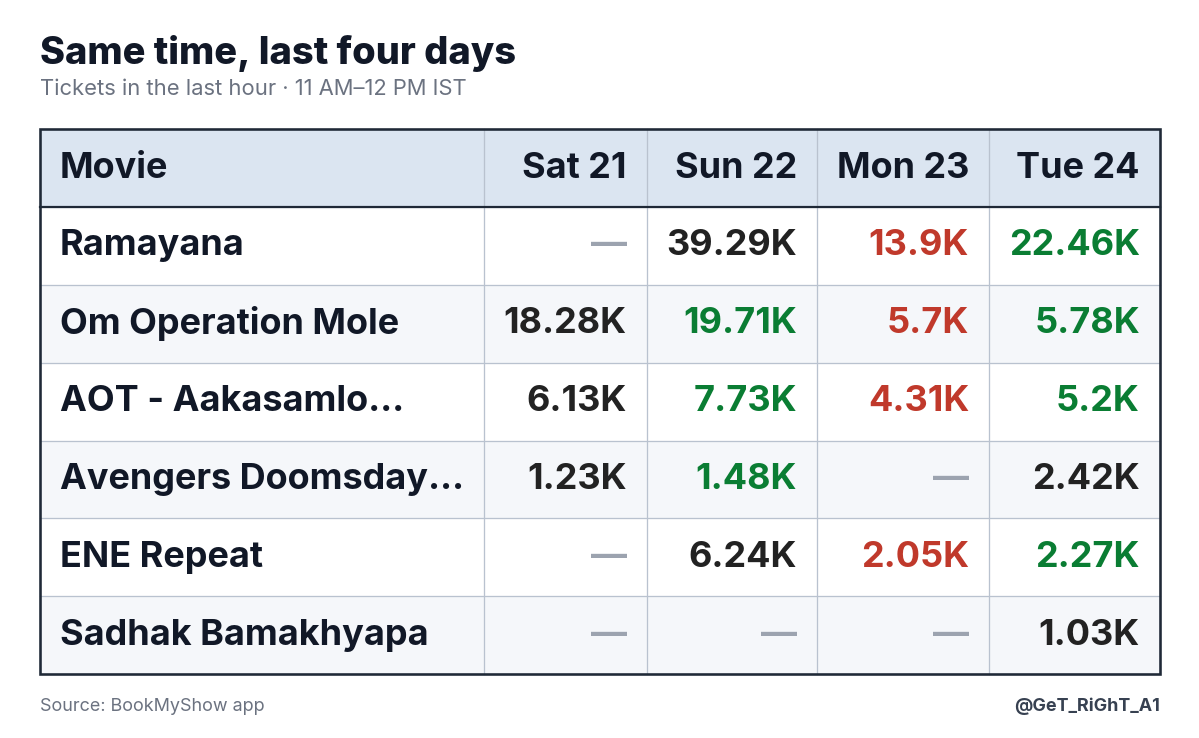 Same time, last four days
Tickets in the last hour · 11 AM–12 PM IST
Movie Sat 21 Sun 22 Mon 23 Tue 24
Ramayana — 39.29K 13.9K 22.46K
Om Operation Mole 18.28K 19.71K 5.7K 5.78K
AOT - Aakasamlo... 6.13K 7.73K 4.31K 5.2K
Avengers Doomsday... 1.23K 1.48K — 2.42K
ENE Repeat — 6.24K 2.05K 2.27K
Sadhak Bamakhyapa — — — 1.03K
Source: BookMyShow app @GeT_RiGhT_A1